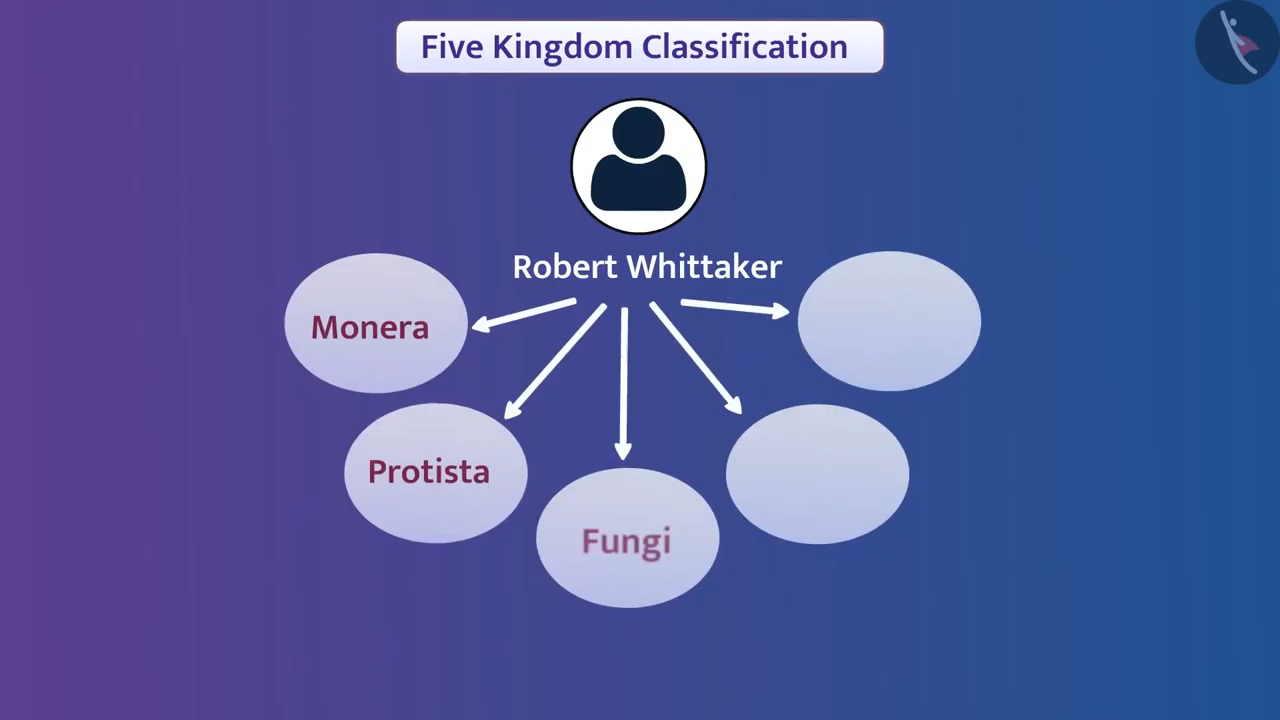 Five Kingdom Classification
Robert Whittaker
Monera
Protista
Fungi